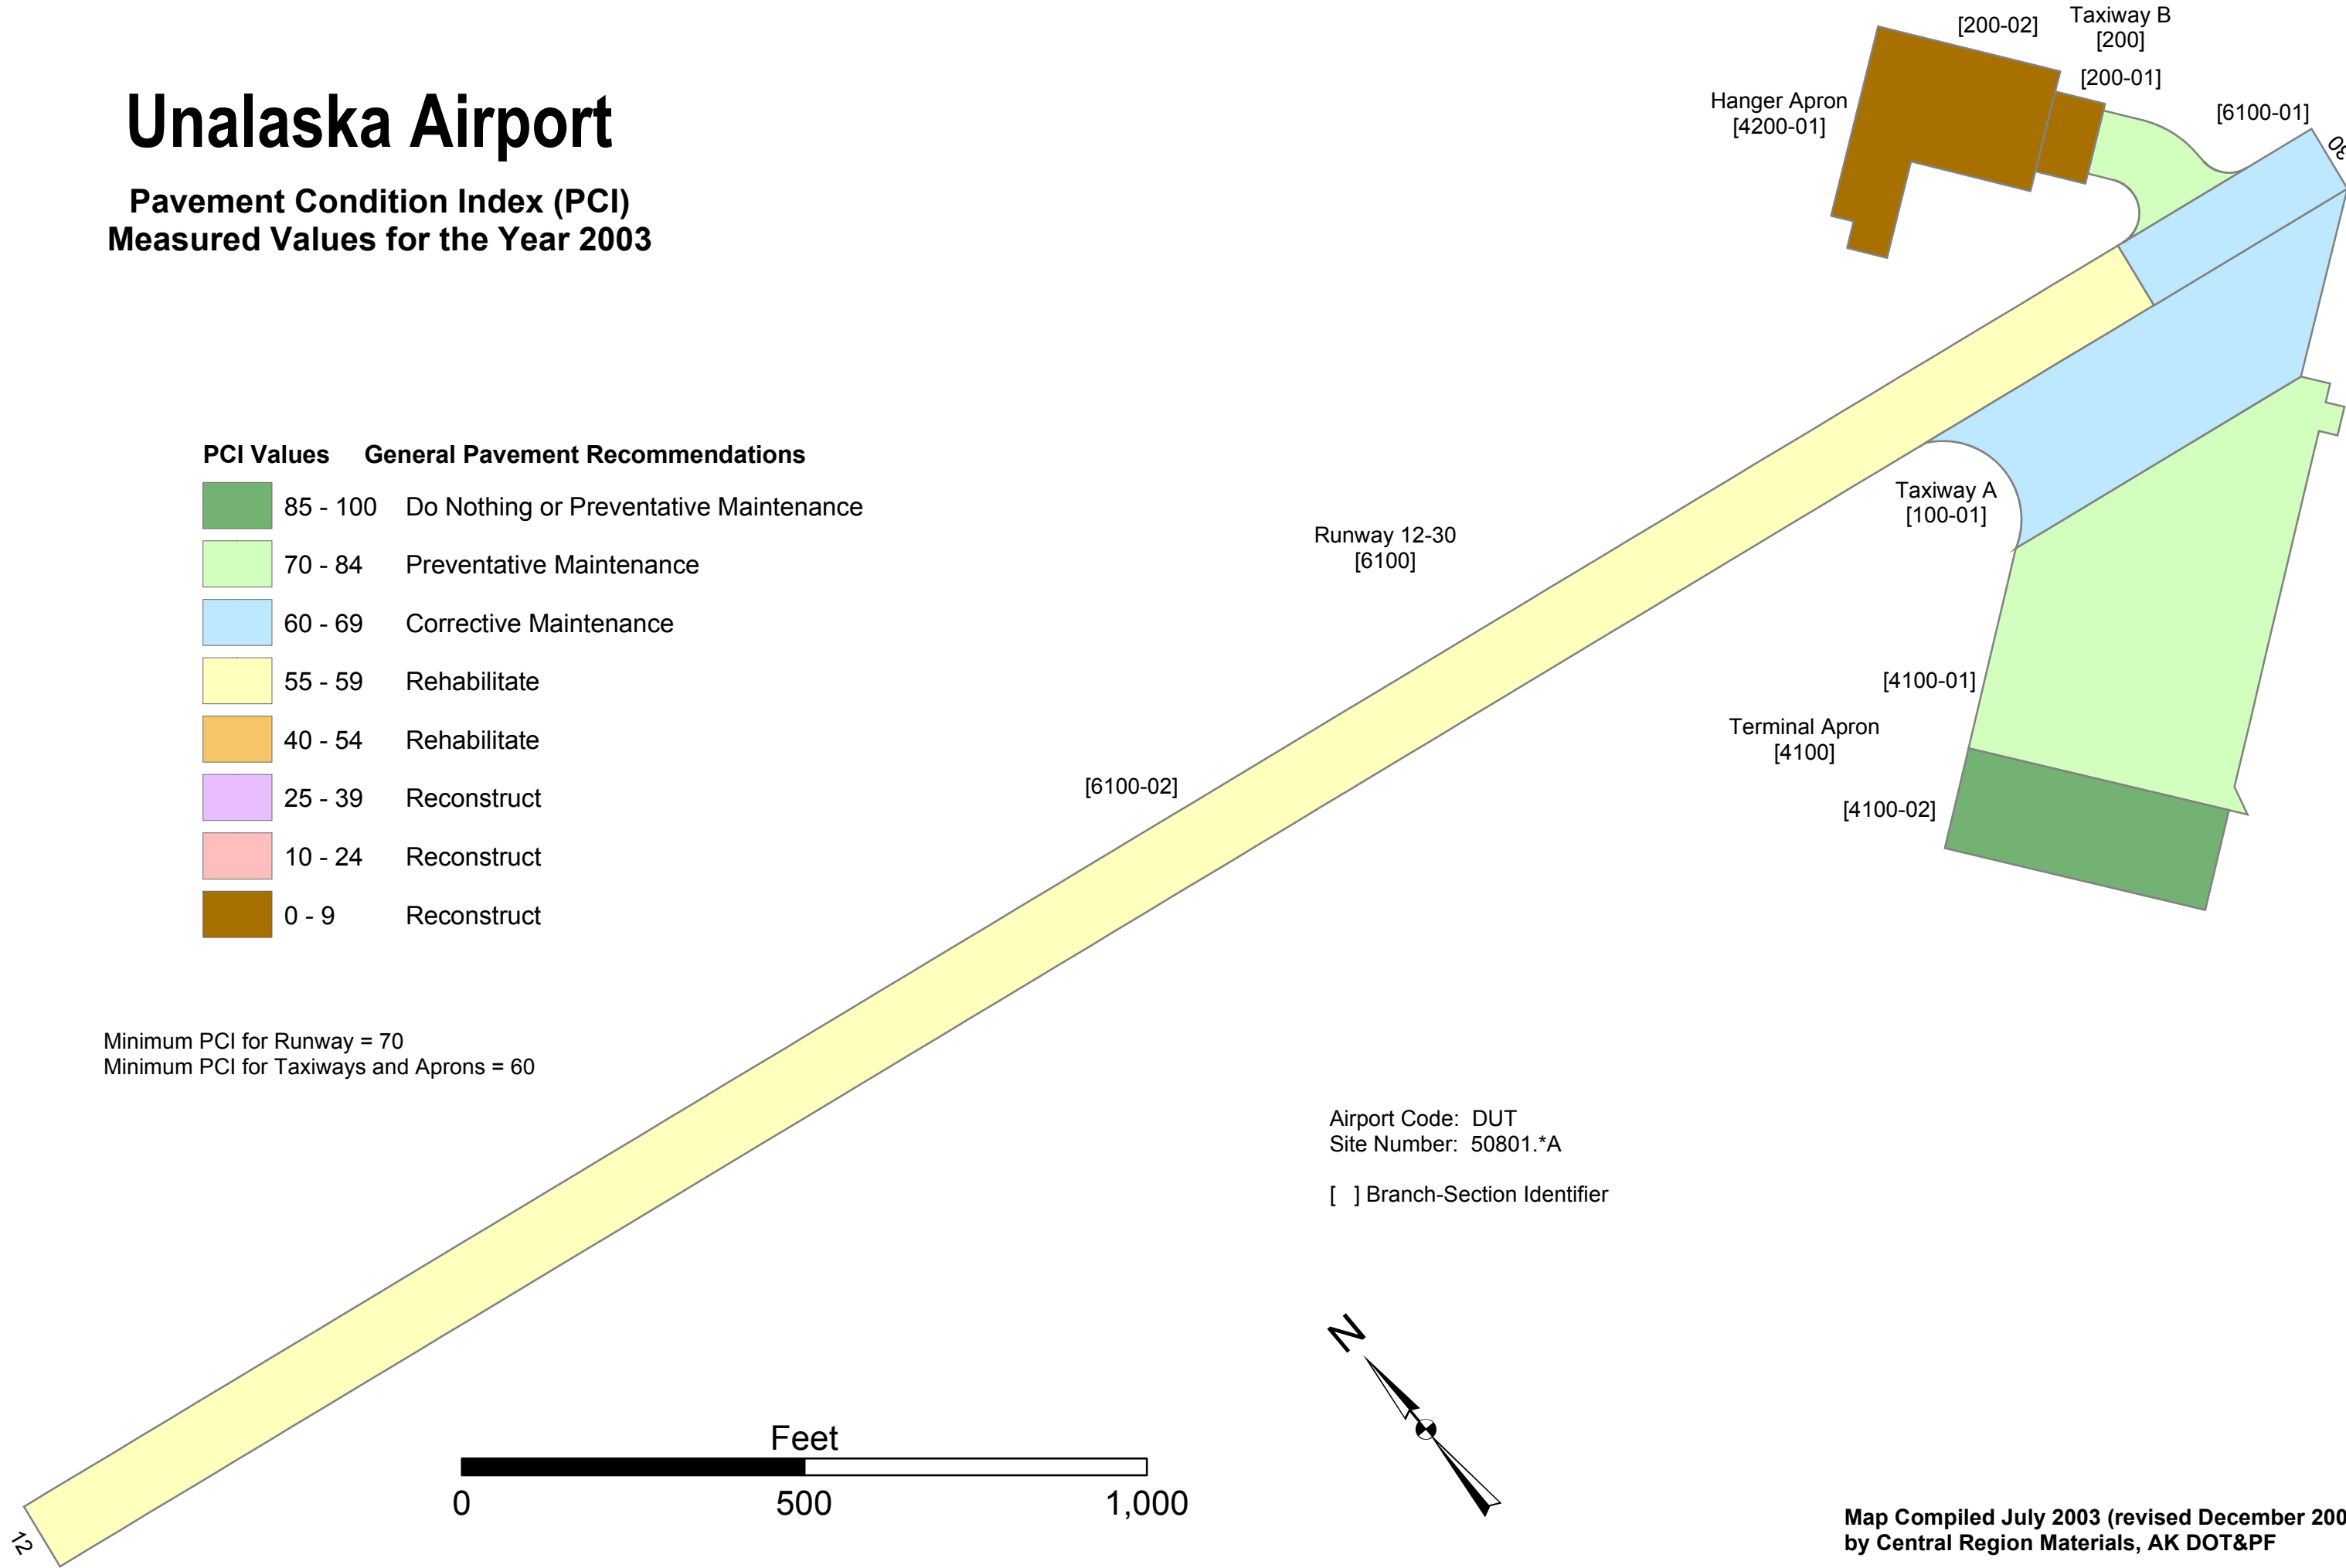 Unalaska Airport
Pavement Condition Index (PCI)
Measured Values for the Year 2003
[200-02]
Taxiway B
[200]
[200-01]
Hanger Apron
[4200-01]
[6100-01]
30
PCI Values General Pavement Recommendations
85 - 100 Do Nothing or Preventative Maintenance
70 - 84 Preventative Maintenance
60 - 69 Corrective Maintenance
55 - 59 Rehabilitate
40 - 54 Rehabilitate
25 - 39 Reconstruct
10 - 24 Reconstruct
0 - 9 Reconstruct
Taxiway A
[100-01]
Runway 12-30
[6100]
[4100-01]
Terminal Apron
[4100]
[6100-02]
[4100-02]
Minimum PCI for Runway = 70
Minimum PCI for Taxiways and Aprons = 60
Airport Code: DUT
Site Number: 50801.*A
[ ] Branch-Section Identifier
N
Feet
0 500 1,000
12
Map Compiled July 2003 (revised December 200
by Central Region Materials, AK DOT&PF